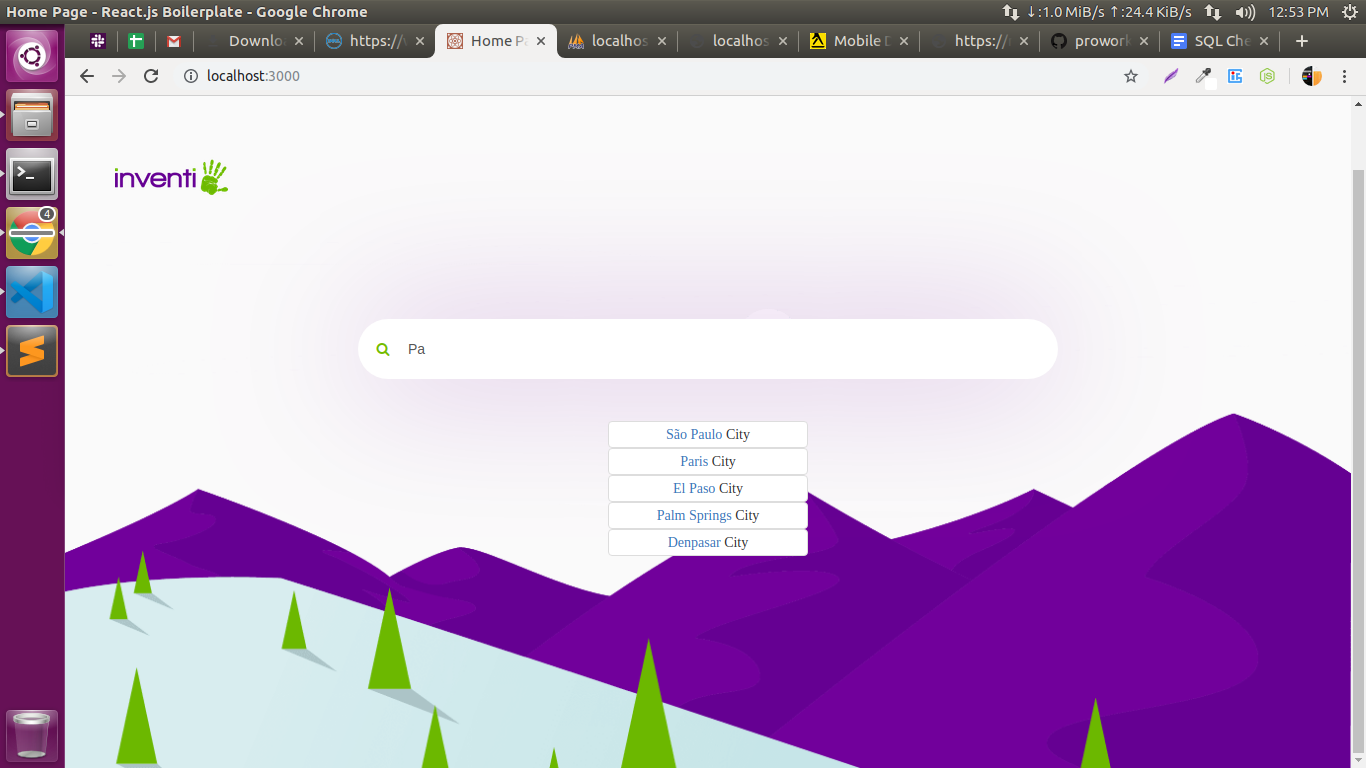 Home Page - React.js Boilerplate - Google Chrome
↓:1.0 MiB/s ↑:24.4 KiB/s
12:53 PM
Downloa
https://
Home Pa
localhos
localhos
Mobile D
https://
prowork
SQL Che
localhost:3000
4
inventi
Pa
São Paulo City
Paris City
El Paso City
Palm Springs City
Denpasar City